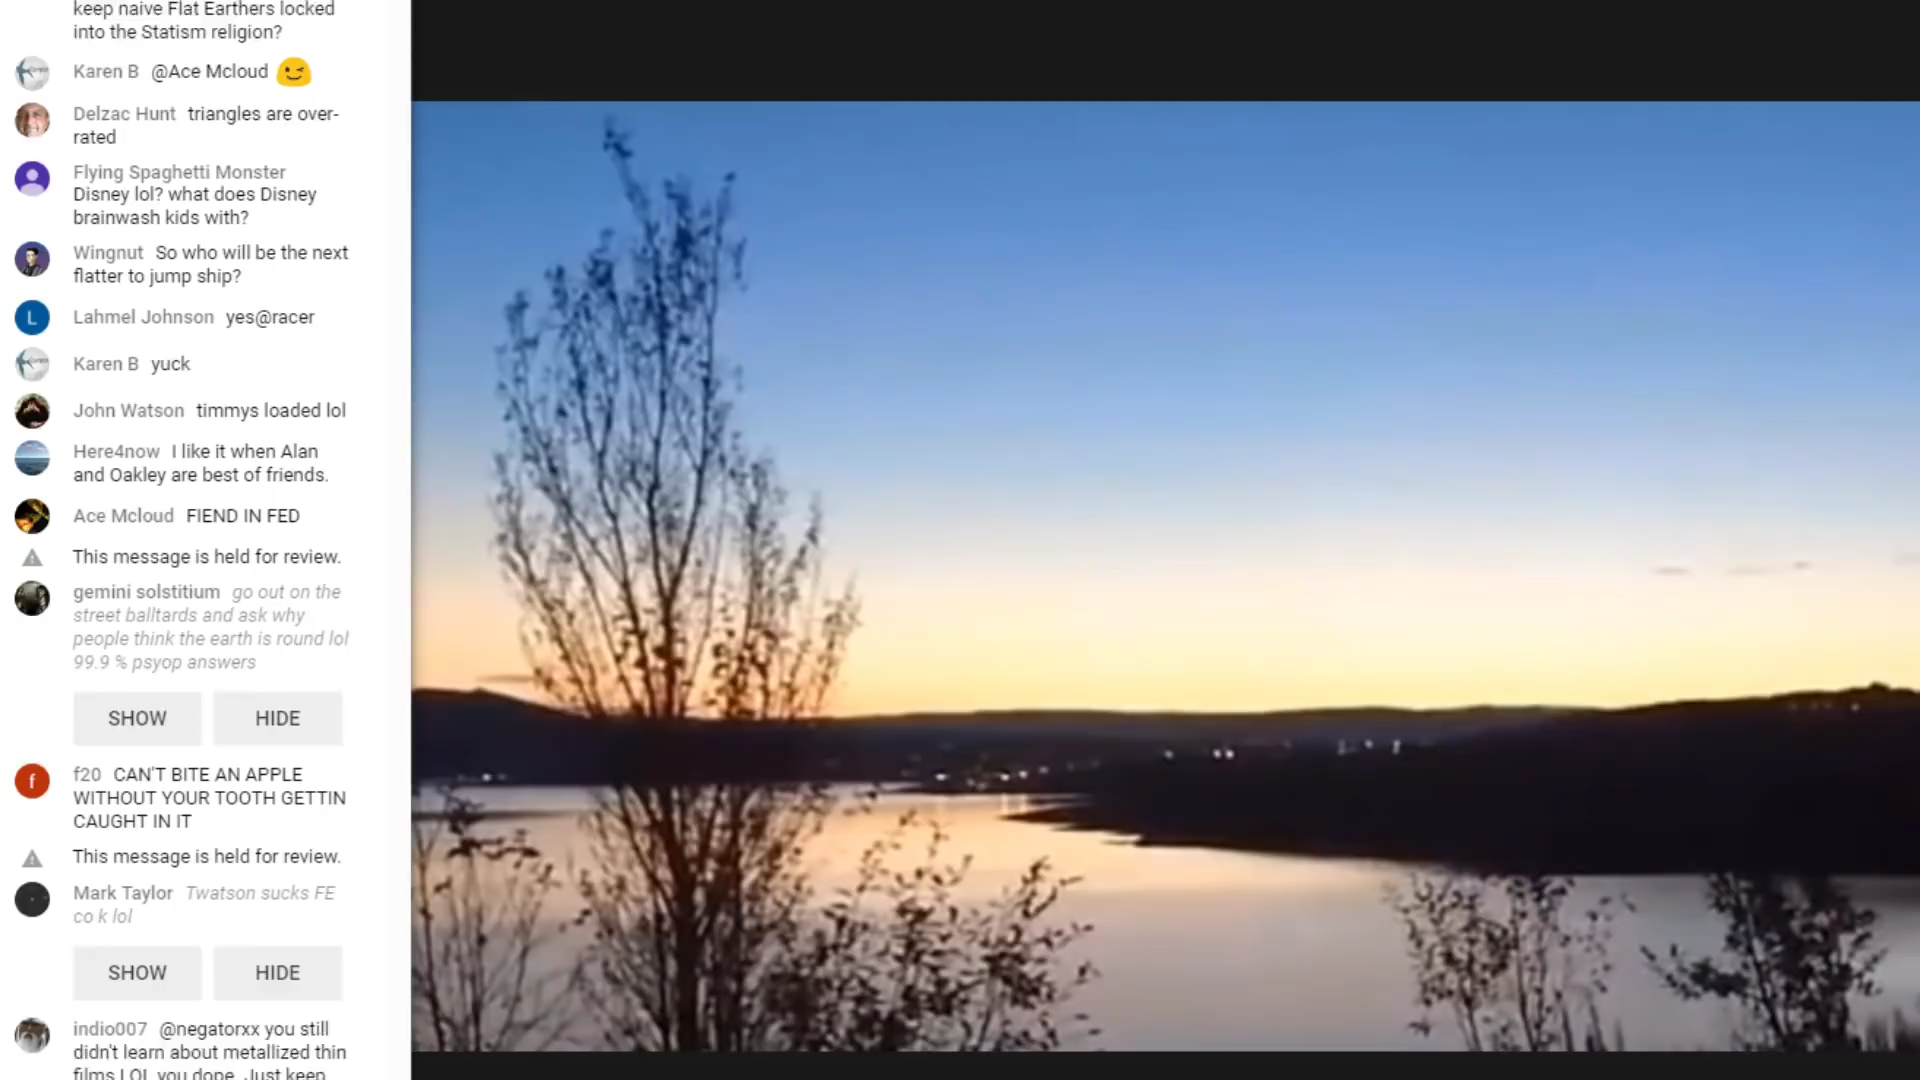 keep naive Flat Earthers locked
into the Statism religion?
Karen B @Ace Mcloud
Delzac Hunt triangles are over-
rated
Flying Spaghetti Monster
Disney lol? what does Disney
brainwash kids with?
Wingnut So who will be the next
flatter to jump ship?
L
Lahmel Johnson yes@racer
Karen B yuck
John Watson timmys loaded lol
Here4now I like it when Alan
and Oakley are best of friends.
Ace Mcloud FIEND IN FED
This message is held for review.
gemini solstitium go out on the
street balltards and ask why
people think the earth is round lol
99.9 % psyop answers
SHOW HIDE
f
f20 CAN'T BITE AN APPLE
WITHOUT YOUR TOOTH GETTIN
CAUGHT IN IT
This message is held for review.
Mark Taylor Twatson sucks FE
co k lol
SHOW HIDE
indio007 @negatorxx you still
didn't learn about metallized thin
films LOL you dope. Just keep